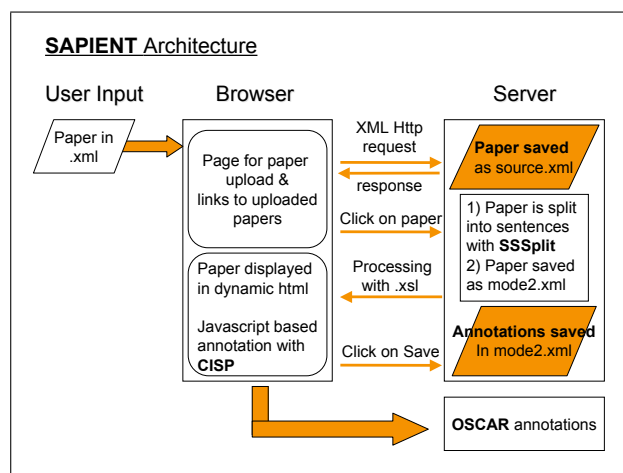 SAPIENT Architecture
User Input
Browser
Server
Paper in
.xml
Page for paper
upload &
links to uploaded
papers
XML Http
request
response
Paper saved
as source.xml
Click on paper
1) Paper is split
into sentences
with SSSplit
2) Paper saved
as mode2.xml
Paper displayed
in dynamic html
Javascript based
annotation with
CISP
Processing
with .xsl
Click on Save
Annotations saved
In mode2.xml
OSCAR annotations